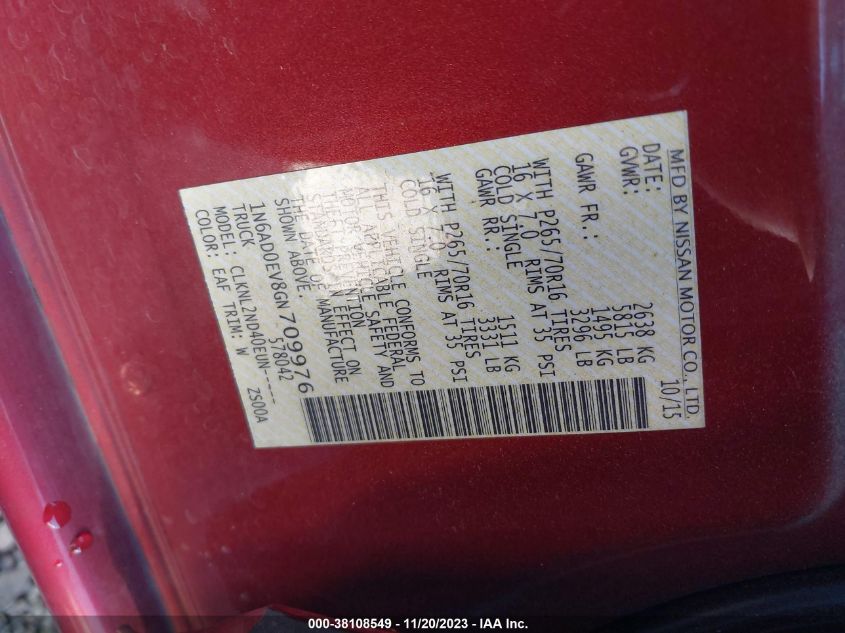 MFD BY NISSAN MOTOR CO., LTD.
DATE: 10/15
GVWR: 2638 KG
5815 LB
GAWR FR.: 1495 KG
3296 LB
WITH P265/70R16 TIRES
16 X 7.0 RIMS AT 35 PSI
COLD SINGLE
GAWR RR.: 1511 KG
3331 LB
WITH P265/70R16 TIRES
16 X 7.0 RIMS AT 35 PSI
COLD SINGLE
THIS VEHICLE CONFORMS TO
ALL APPLICABLE FEDERAL
MOTOR VEHICLE SAFETY AND
THEFT PREVENTION
STANDARDS IN EFFECT ON
THE DATE OF MANUFACTURE
SHOWN ABOVE.
1N6AD0EV8GN709976
TRUCK 578042
MODEL: CLKNL2ND40EUN-----
COLOR: EAF TRIM: W ZS00A
000-38108549 - 11/20/2023 - IAA Inc.